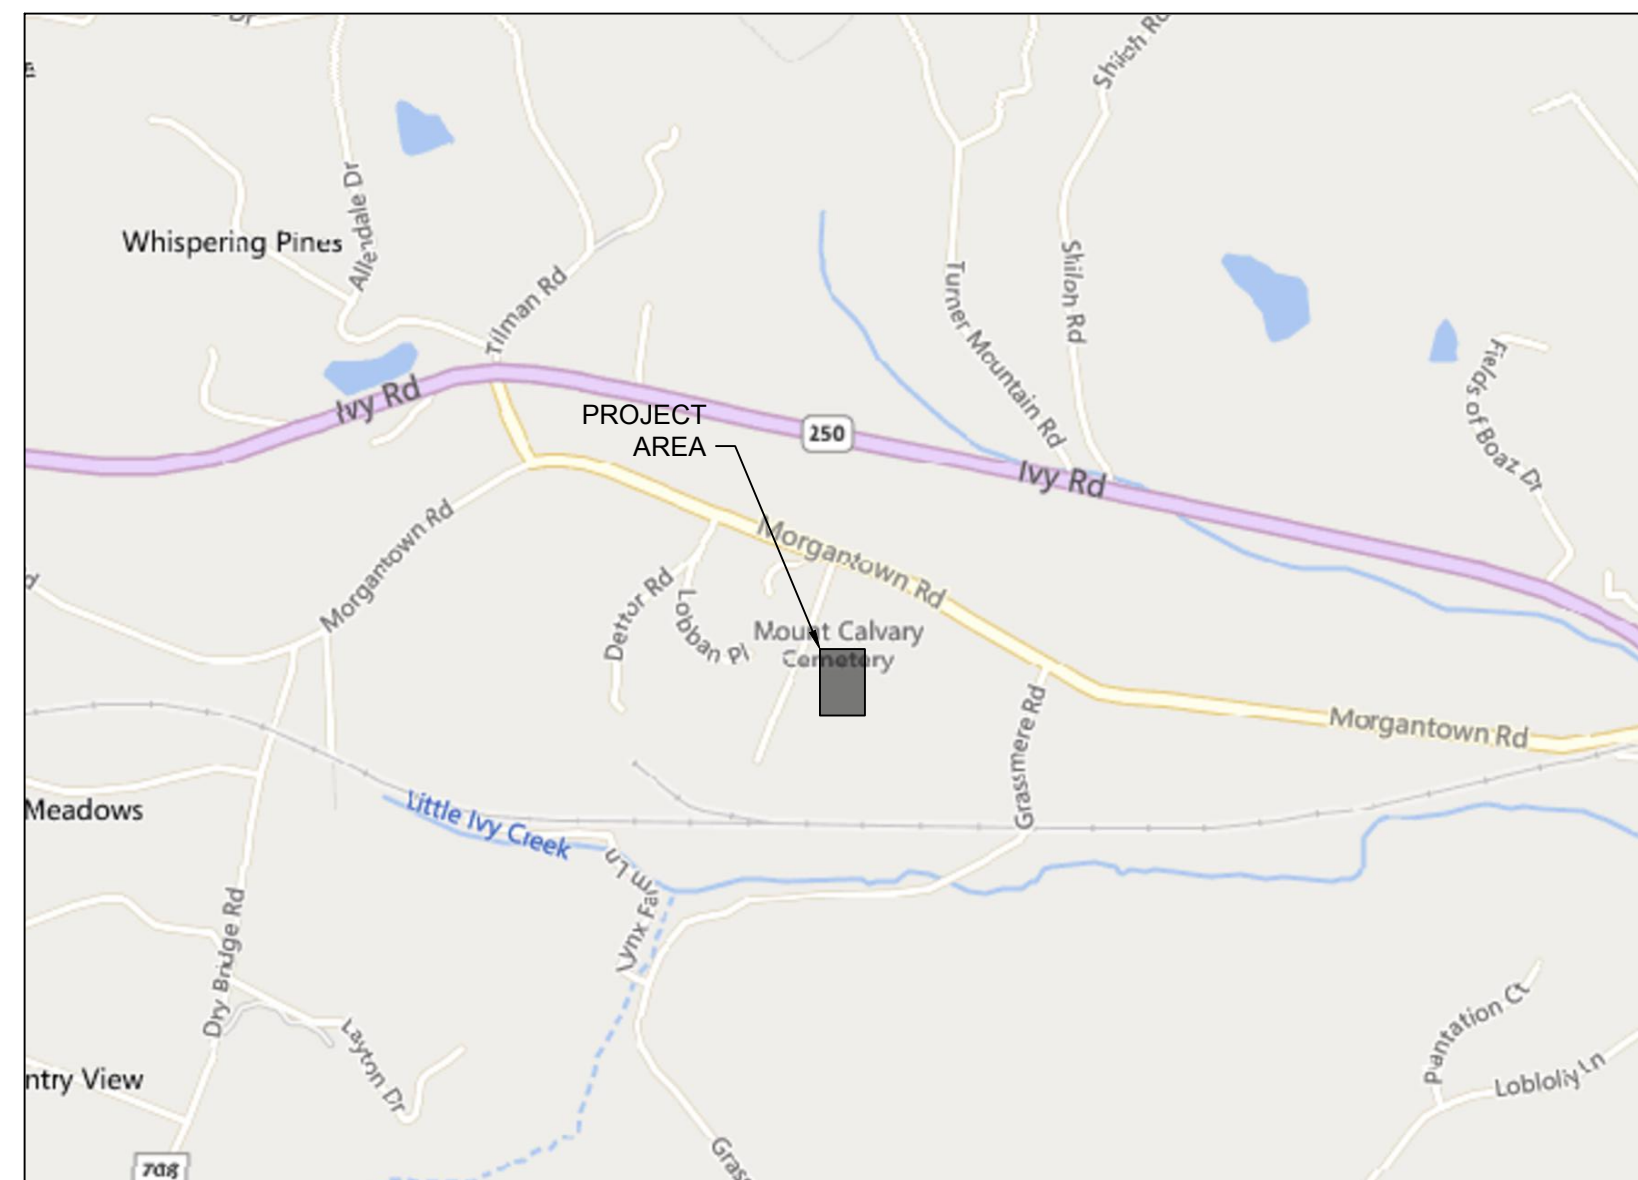 Shiloh Rd
Allendale Dr
Whispering Pines
Tilman Rd
Turner Mountain Rd
Shiloh Rd
Fields of Boaz Dr
Ivy Rd
PROJECT
AREA
250
Ivy Rd
Morgantown Rd
Morgantown Rd
Dettor Rd
Lobban Pl
Mount Calvary
Cemetery
Grassmere Rd
Morgantown Rd
Meadows
Little Ivy Creek
Lynx Farm Ln
Dry Bridge Rd
Layton Dr
Plantation Ct
Loblolly Ln
ntry View
708
Gras